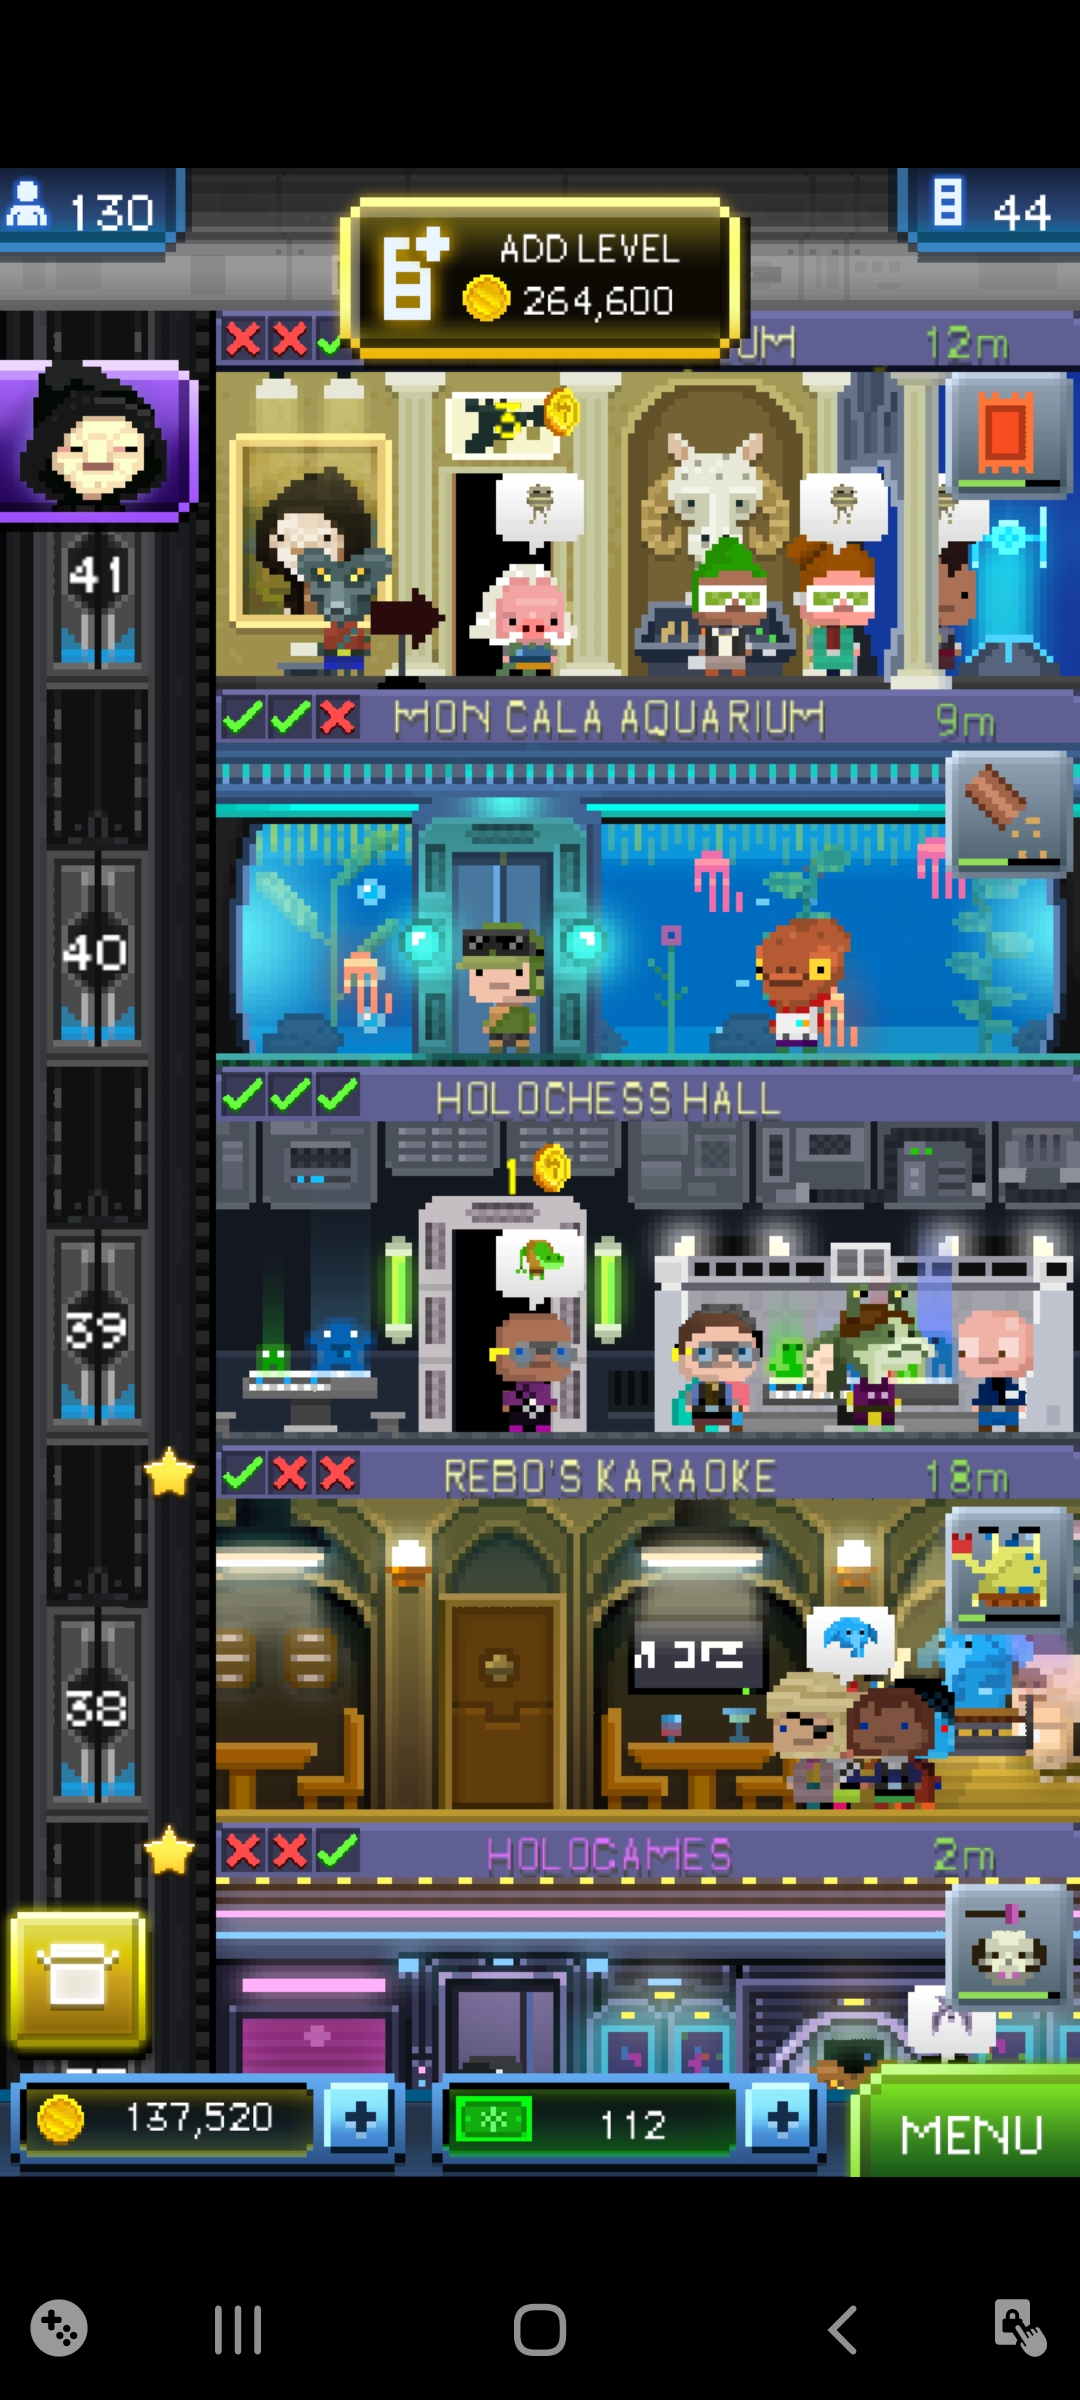 130
ADD LEVEL
264,600
44
UM
12m
41
MON CALA AQUARIUM
9m
40
HOLOCHESS HALL
1
39
REBO'S KARAOKE
18m
38
HOLOGAMES
2m
137,520
112
MENU